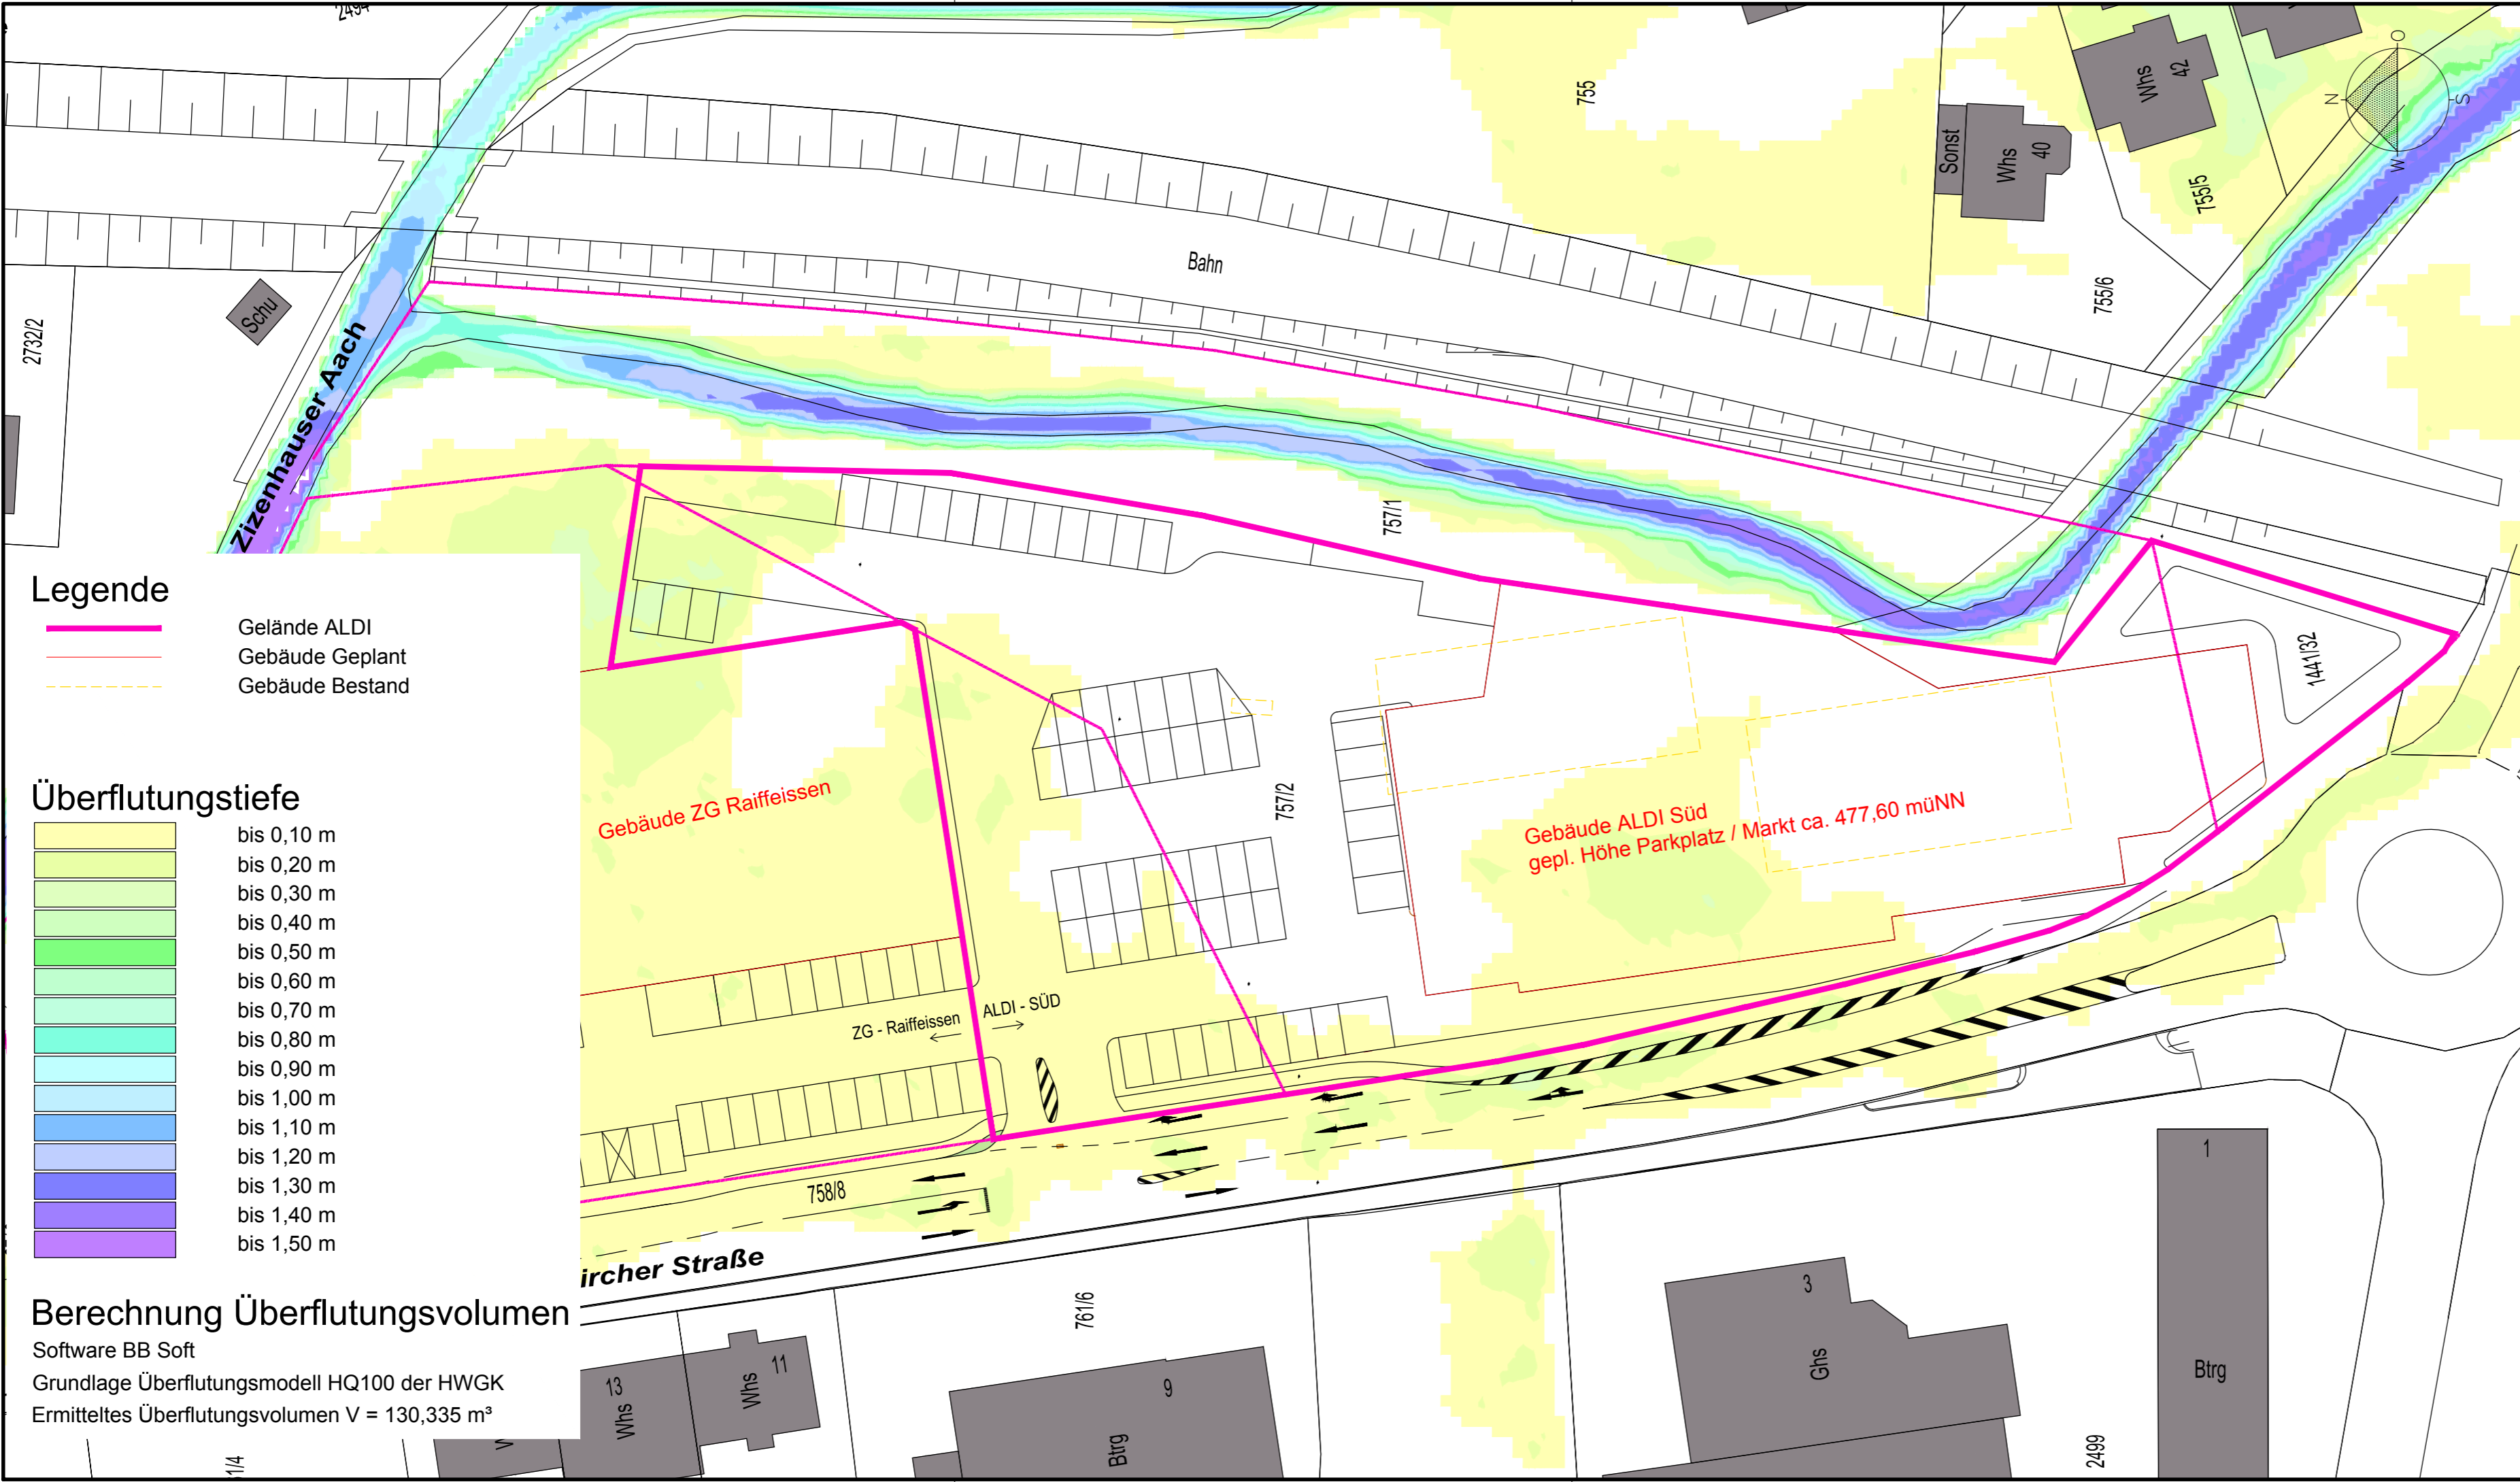 2494
2732/2
Schu
Zizenhauser Aach
Bahn
755
Sonst
Whs
40
Whs
42
755/5
755/6
N
O
S
W
757/1
757/2
1441/32
Legende
Gelände ALDI
Gebäude Geplant
Gebäude Bestand
Überflutungstiefe
bis 0,10 m
bis 0,20 m
bis 0,30 m
bis 0,40 m
bis 0,50 m
bis 0,60 m
bis 0,70 m
bis 0,80 m
bis 0,90 m
bis 1,00 m
bis 1,10 m
bis 1,20 m
bis 1,30 m
bis 1,40 m
bis 1,50 m
Berechnung Überflutungsvolumen
Software BB Soft
Grundlage Überflutungsmodell HQ100 der HWGK
Ermitteltes Überflutungsvolumen V = 130,335 m³
Gebäude ZG Raiffeissen
Gebäude ALDI Süd
gepl. Höhe Parkplatz / Markt ca. 477,60 müNN
ZG - Raiffeissen
ALDI - SÜD
758/8
ircher Straße
761/6
13
Whs
11
Whs
9
Btrg
3
Ghs
1
Btrg
2499